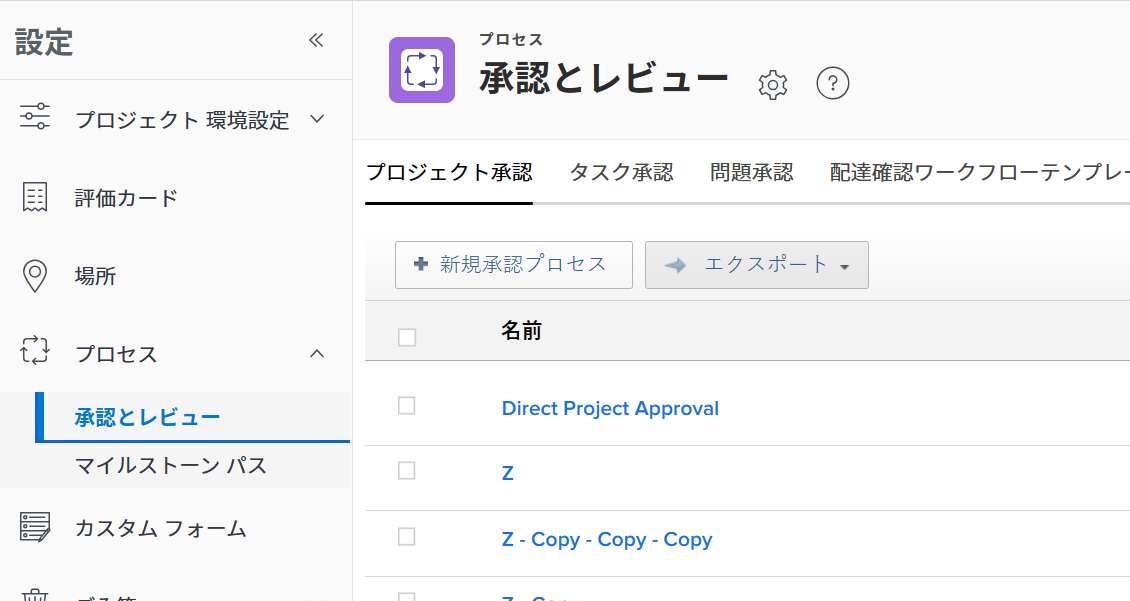 設定
プロジェクト 環境設定
評価カード
場所
プロセス
承認とレビュー
マイルストーン パス
カスタム フォーム
プロセス
承認とレビュー
プロジェクト承認 タスク承認 問題承認 配達確認ワークフローテンプレー
新規承認プロセス エクスポート
名前
Direct Project Approval
Z
Z - Copy - Copy - Copy
Z - Copy